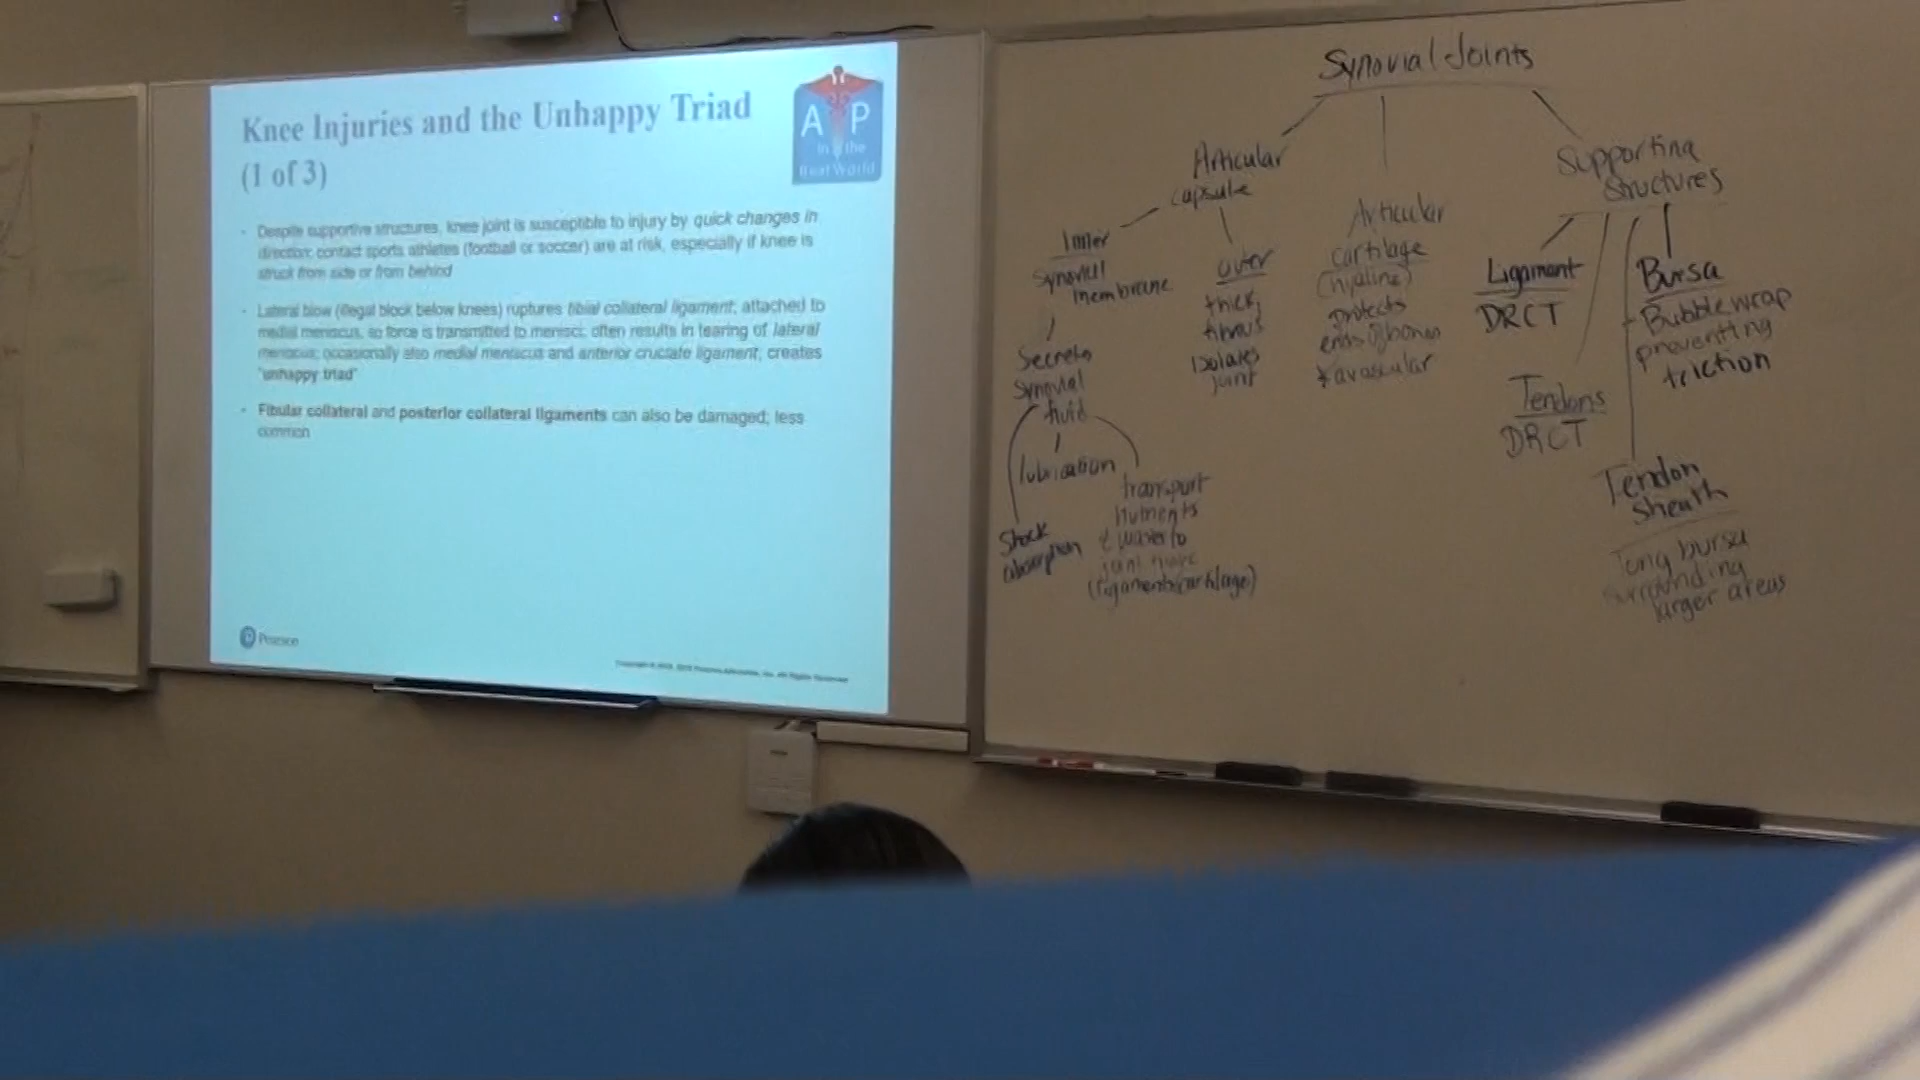 Knee Injuries and the Unhappy Triad
(1 of 3)
A P
in the
Real World
Despite supportive structures, knee joint is susceptible to injury by quick changes in
direction; contact sports athletes (football or soccer) are at risk, especially if knee is
struck from side or from behind
Lateral blow (illegal block below knees) ruptures tibial collateral ligament; attached to
medial meniscus, so force is transmitted to menisci; often results in tearing of lateral
meniscus; occasionally also medial meniscus and anterior cruciate ligament; creates
"unhappy triad"
Fibular collateral and posterior collateral ligaments can also be damaged; less
common
Pearson
All Rights Reserved
Synovial Joints
Articular
capsule
Inner
synovial
membrane
Secretes
synovial
fluid
lubrication
Shock
absorption
transport
nutrients
& waste to
(ligaments/cartilage)
outer
thick,
fibrous
isolates
joint
Articular
cartilage
(hyaline)
protects
ends of bones
*avascular
Supporting
Structures
Ligament
DRCT
Tendons
DRCT
Tendon
Sheath
long bursa
surrounding
larger areas
Bursa
- Bubble wrap
preventing
friction